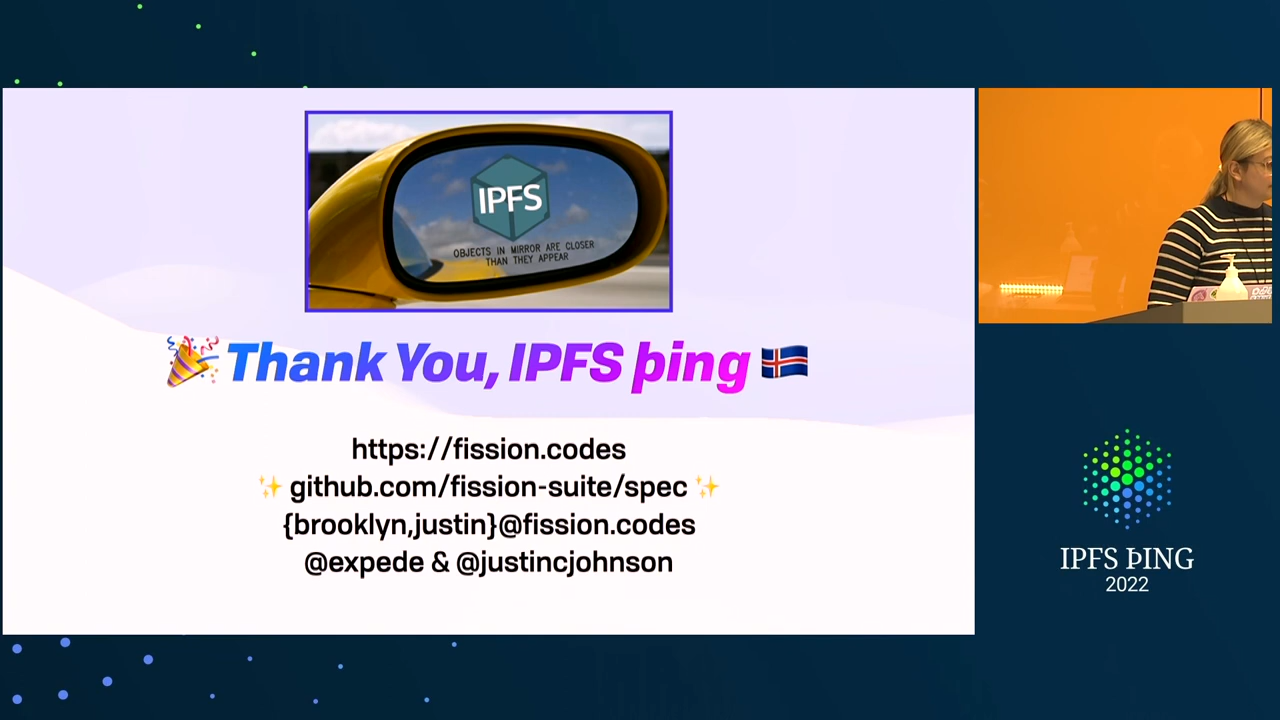 IPFS
OBJECTS IN MIRROR ARE CLOSER
THAN THEY APPEAR
🎉 Thank You, IPFS þing 🇮🇸
https://fission.codes
✨ github.com/fission-suite/spec ✨
{brooklyn,justin}@fission.codes
@expede & @justincjohnson
IPFS ÞING
2022